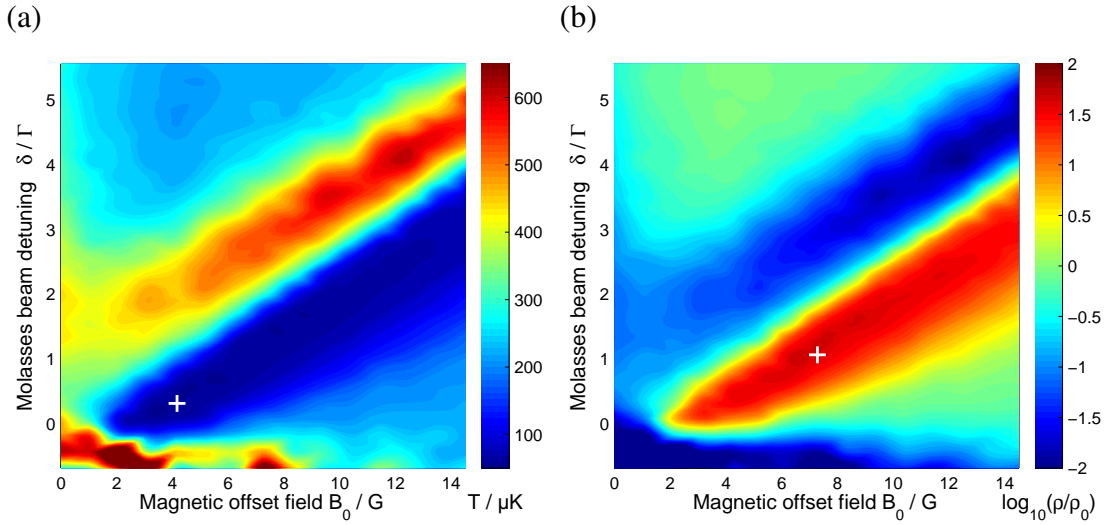 (a)
(b)
Molasses beam detuning δ / Γ
5
4
3
2
1
0
0 2 4 6 8 10 12 14
Magnetic offset field B₀ / G
600
500
400
300
200
100
T / µK
Molasses beam detuning δ / Γ
5
4
3
2
1
0
0 2 4 6 8 10 12 14
Magnetic offset field B₀ / G
2
1.5
1
0.5
0
−0.5
−1
−1.5
−2
log₁₀(ρ/ρ₀)